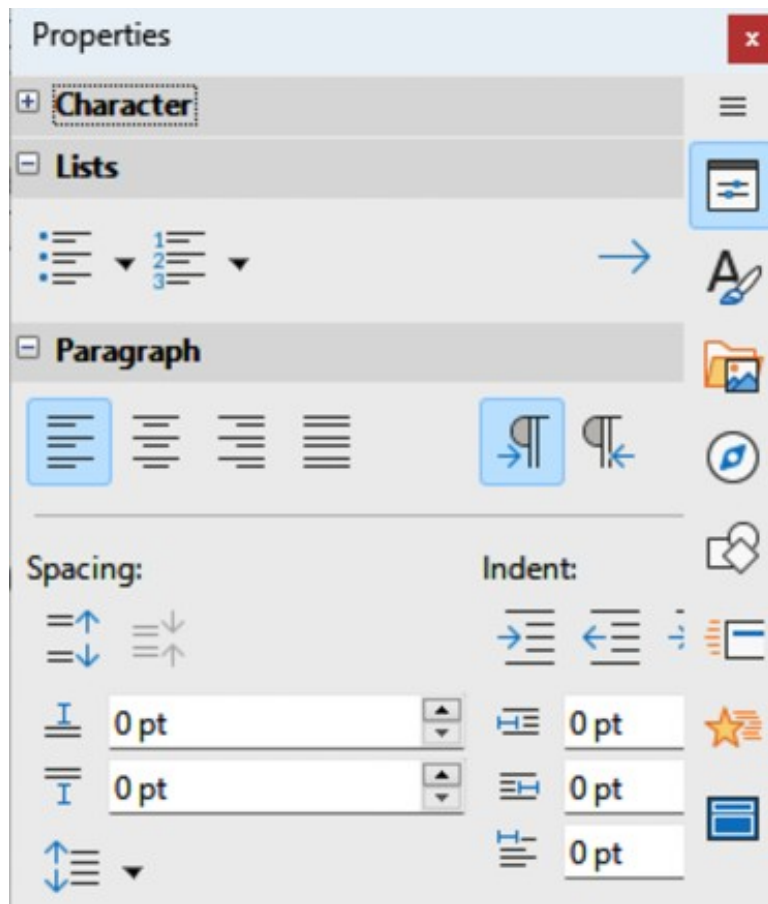 Properties
Character
Lists
Paragraph
Spacing: Indent:
0 pt 0 pt
0 pt 0 pt
0 pt